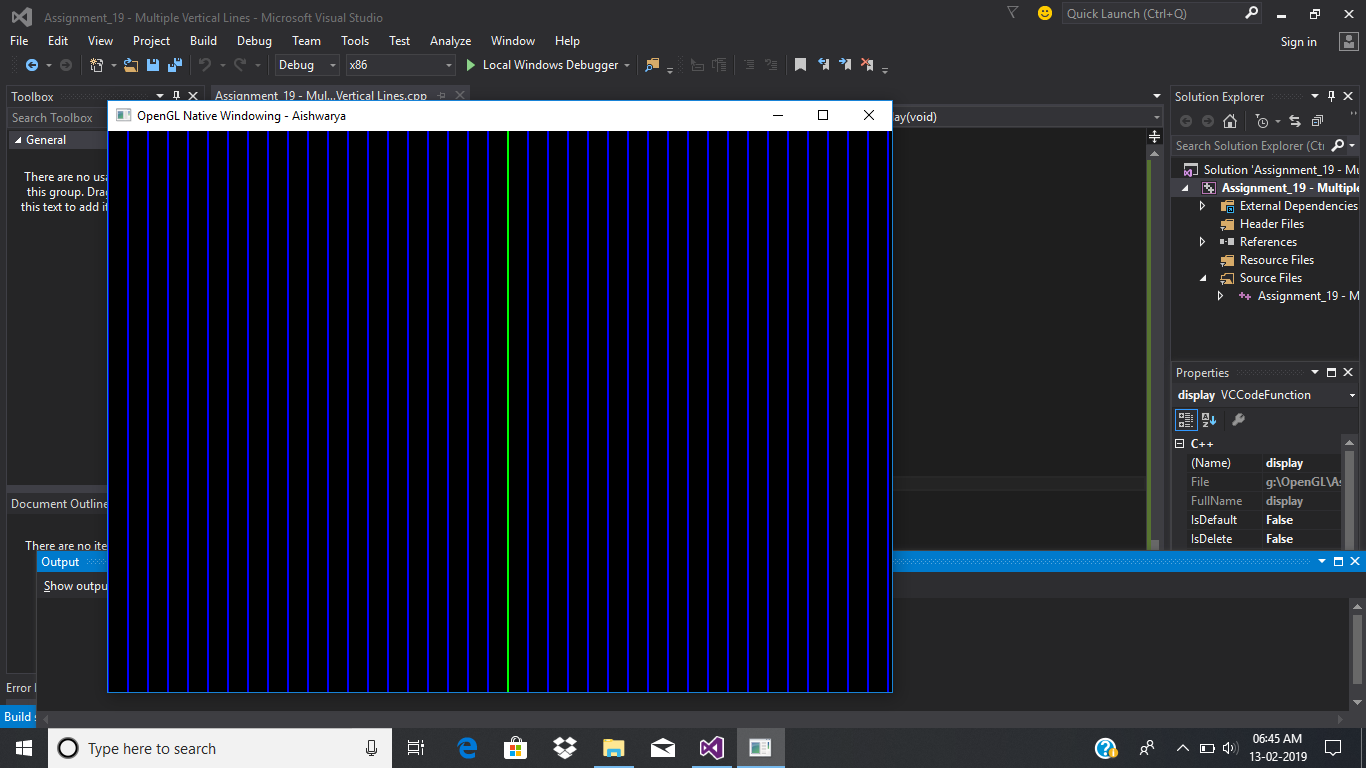 Assignment_19 - Multiple Vertical Lines - Microsoft Visual Studio
Quick Launch (Ctrl+Q)
File Edit View Project Build Debug Team Tools Test Analyze Window Help
Sign in
Debug x86 Local Windows Debugger
Toolbox
Search Toolbox
General
There are no usa
this group. Drag
this text to add it
Assignment_19 - Mul...Vertical Lines.cpp
OpenGL Native Windowing - Aishwarya
ay(void)
Solution Explorer
Search Solution Explorer (Ctrl
Solution 'Assignment_19 - Mu
Assignment_19 - Multiple
External Dependencies
Header Files
References
Resource Files
Source Files
Assignment_19 - M
Properties
display VCCodeFunction
C++
(Name) display
File g:\OpenGL\As
FullName display
IsDefault False
IsDelete False
Document Outline
There are no ite
Output
Show outpu
Error
Build s
Type here to search
06:45 AM
13-02-2019